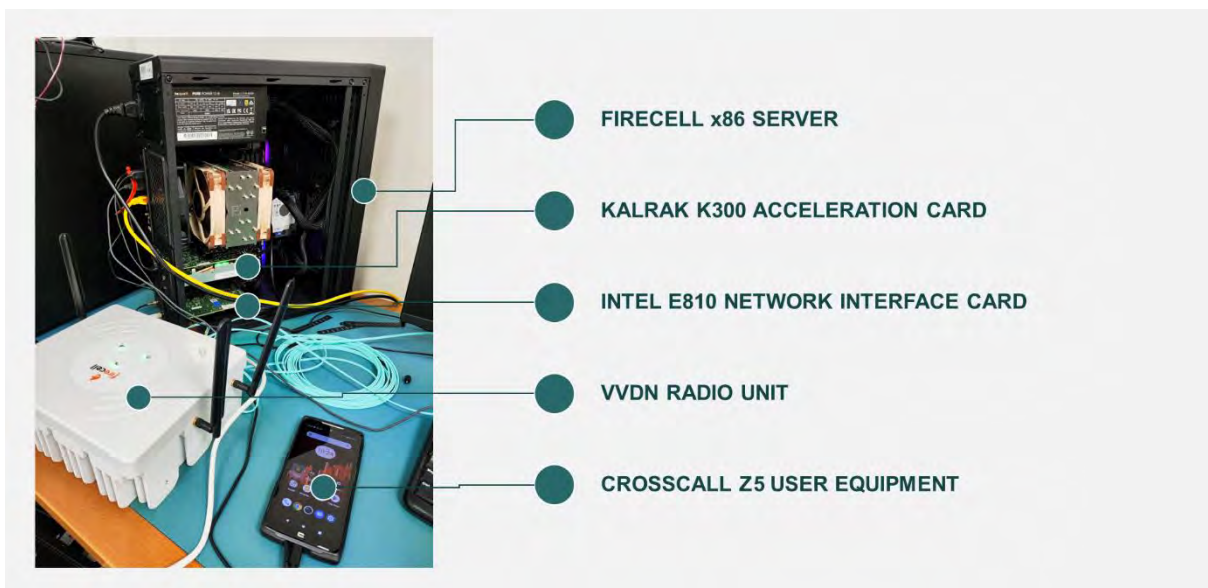 FIRECELL x86 SERVER
KALRAK K300 ACCELERATION CARD
INTEL E810 NETWORK INTERFACE CARD
VVDN RADIO UNIT
CROSSCALL Z5 USER EQUIPMENT